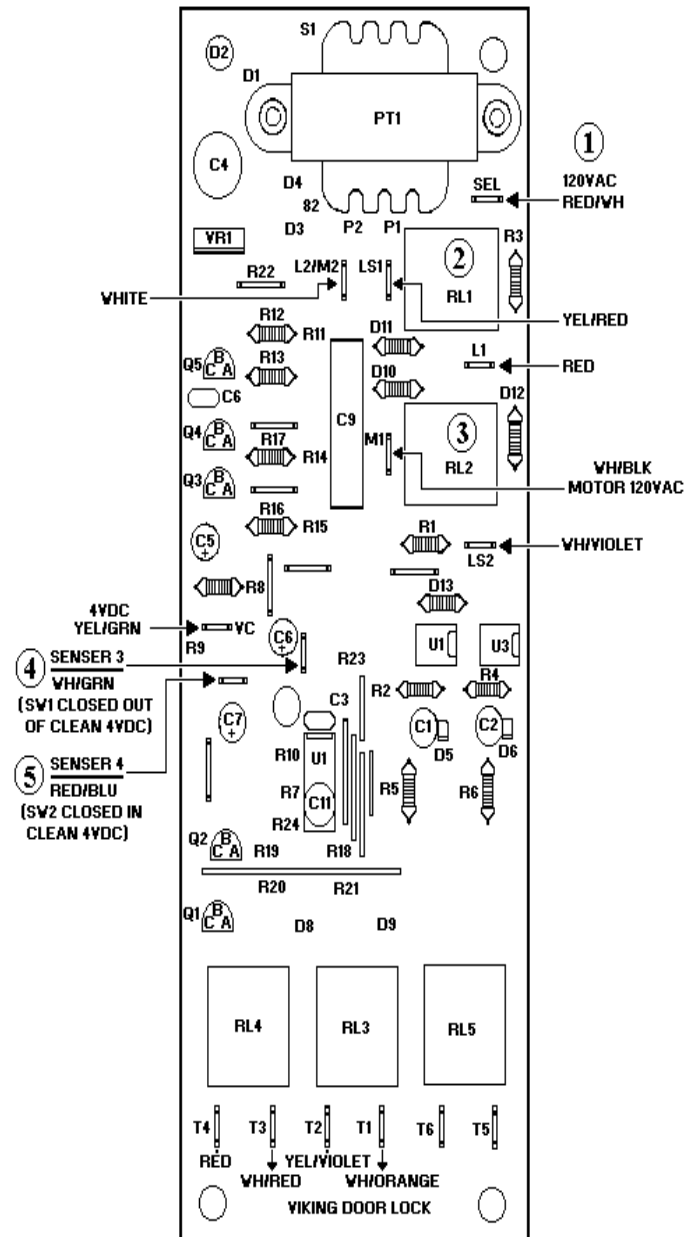 S1
D2
D1
PT1
1
C4
120VAC
D4
SEL
RED/WH
82
D3
P2
P1
VR1
2
R3
R22
L2/M2
LS1
RL1
WHITE
YEL/RED
R12
R11
D11
L1
RED
Q5
B
C A
R13
D10
D12
C6
C9
3
Q4
B
C A
R17
M1
R14
RL2
WH/BLK
MOTOR 120VAC
Q3
B
C A
R16
R15
R1
C5
+
WH/VIOLET
LS2
R8
D13
4VDC
YEL/GRN
VC
C6
+
U1
U3
R9
4
SENSER 3
WH/GRN
(SW1 CLOSED OUT
OF CLEAN 4VDC)
R23
R2
R4
C3
C7
+
C1
C2
D5
D6
R10
U1
5
SENSER 4
RED/BLU
(SW2 CLOSED IN
CLEAN 4VDC)
R7
C11
R5
R6
R24
Q2
B
C A
R19
R18
R20
R21
Q1
B
C A
D8
D9
RL4
RL3
RL5
T4
T3
T2
T1
T6
T5
RED
YEL/VIOLET
WH/RED
WH/ORANGE
VIKING DOOR LOCK